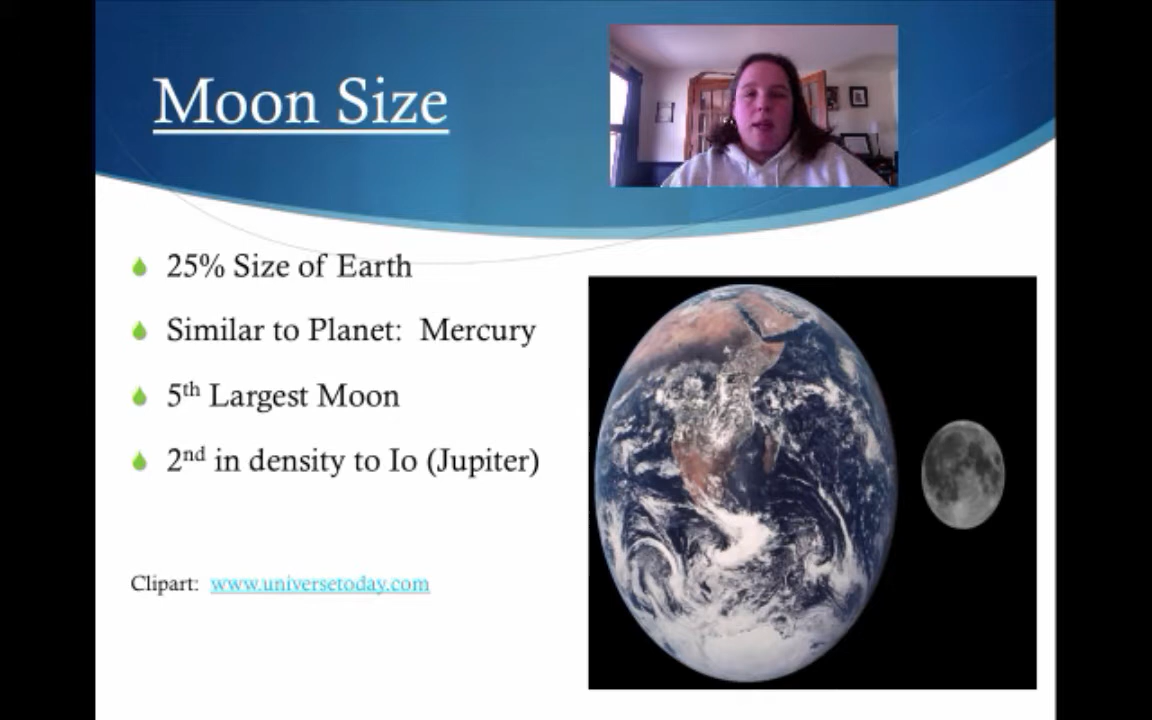 Moon Size
25% Size of Earth
Similar to Planet: Mercury
5th Largest Moon
2nd in density to Io (Jupiter)
Clipart: www.universetoday.com